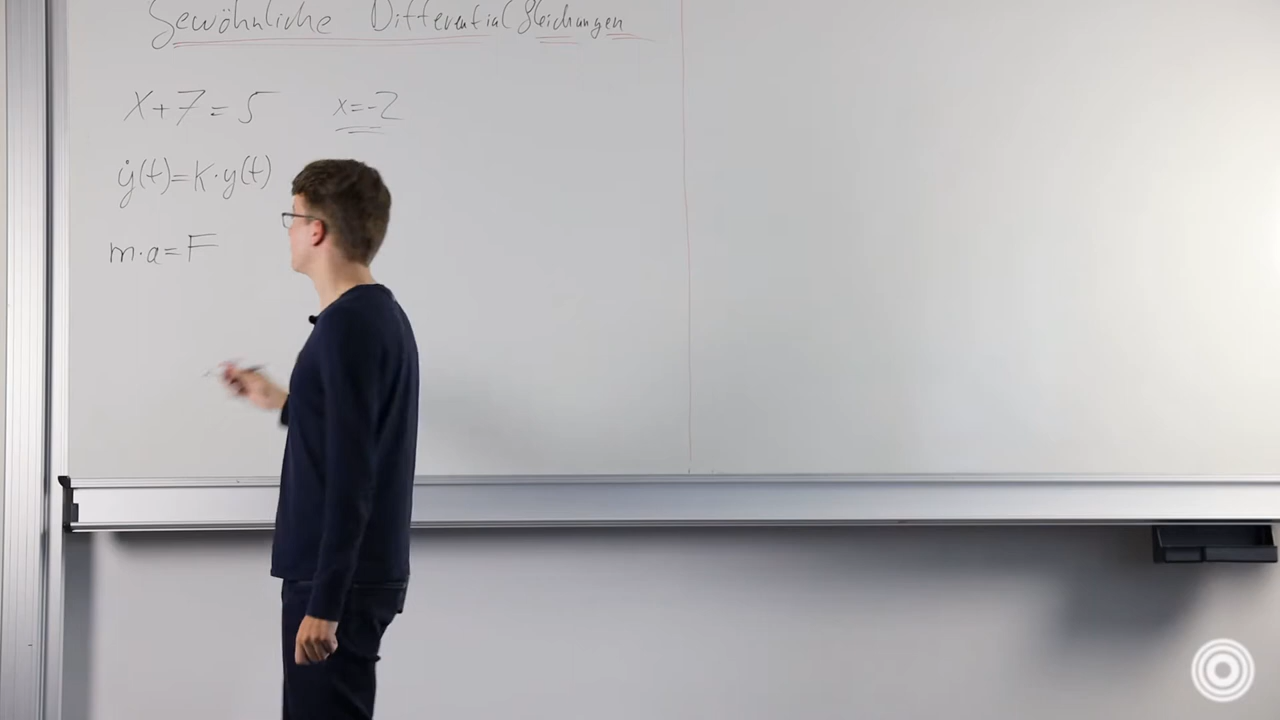 Gewöhnliche Differentialgleichungen
x+7=5 x=-2
ẏ(t)=K·y(t)
m·a=F